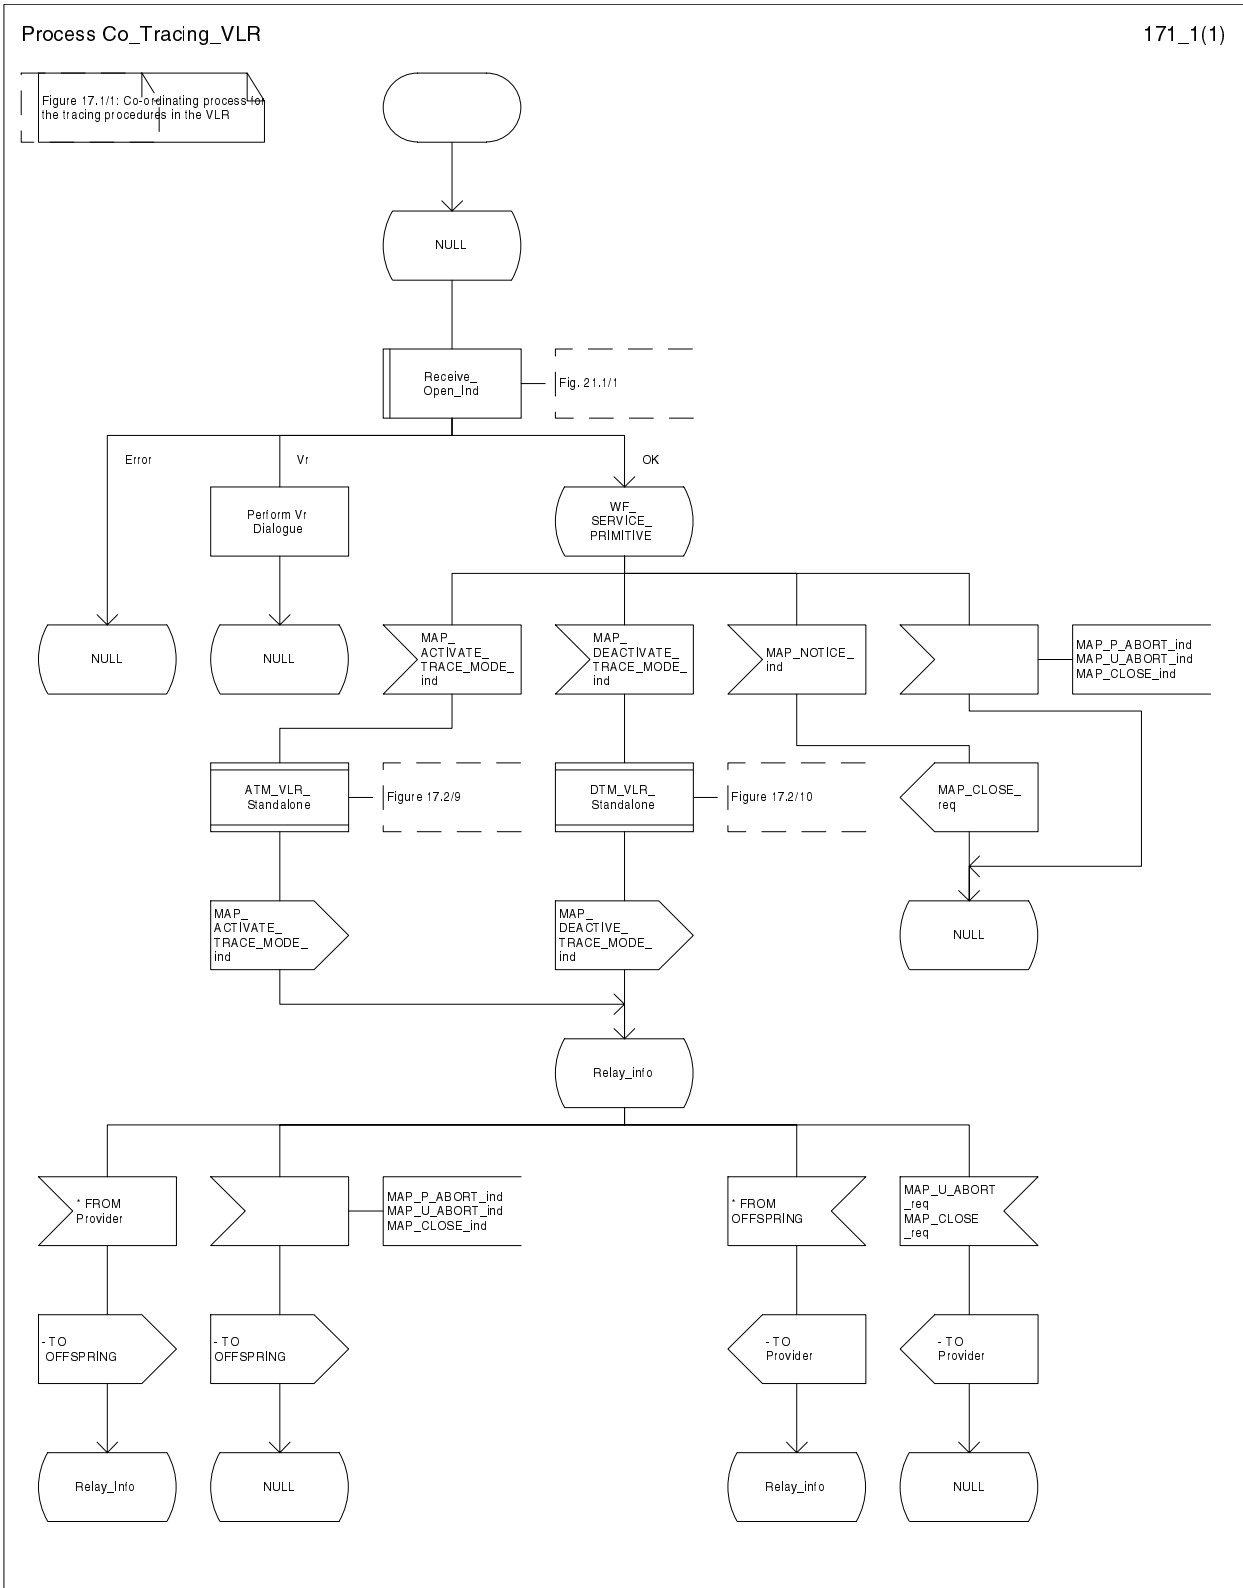 Process Co_Tracing_VLR
171_1(1)
Figure 17.1/1: Co-ordinating process for
the tracing procedures in the VLR
NULL
Receive_
Open_Ind
Fig. 21.1/1
Error
Vr
OK
Perform Vr
Dialogue
WF_
SERVICE_
PRIMITIVE
NULL
NULL
MAP_
ACTIVATE_
TRACE_MODE_
ind
MAP_
DEACTIVATE_
TRACE_MODE_
ind
MAP_NOTICE_
ind
MAP_P_ABORT_ind
MAP_U_ABORT_ind
MAP_CLOSE_ind
ATM_VLR_
Standalone
Figure 17.2/9
DTM_VLR_
Standalone
Figure 17.2/10
MAP_CLOSE_
req
MAP_
ACTIVATE_
TRACE_MODE_
ind
MAP_
DEACTIVE_
TRACE_MODE_
ind
NULL
Relay_info
* FROM
Provider
MAP_P_ABORT_ind
MAP_U_ABORT_ind
MAP_CLOSE_ind
* FROM
OFFSPRING
MAP_U_ABORT
_req
MAP_CLOSE
_req
- TO
OFFSPRING
- TO
OFFSPRING
- TO
Provider
- TO
Provider
Relay_Info
NULL
Relay_info
NULL